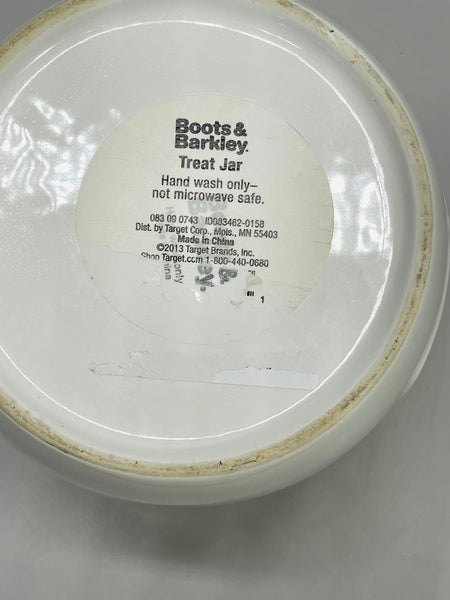 Boots &
Barkley.
Treat Jar
Hand wash only–
not microwave safe.
083 09 0743 ID083462-0158
Dist. by Target Corp., Mpls., MN 55403
Made in China
©2013 Target Brands, Inc.
Shop Target.com 1-800-440-0680
1